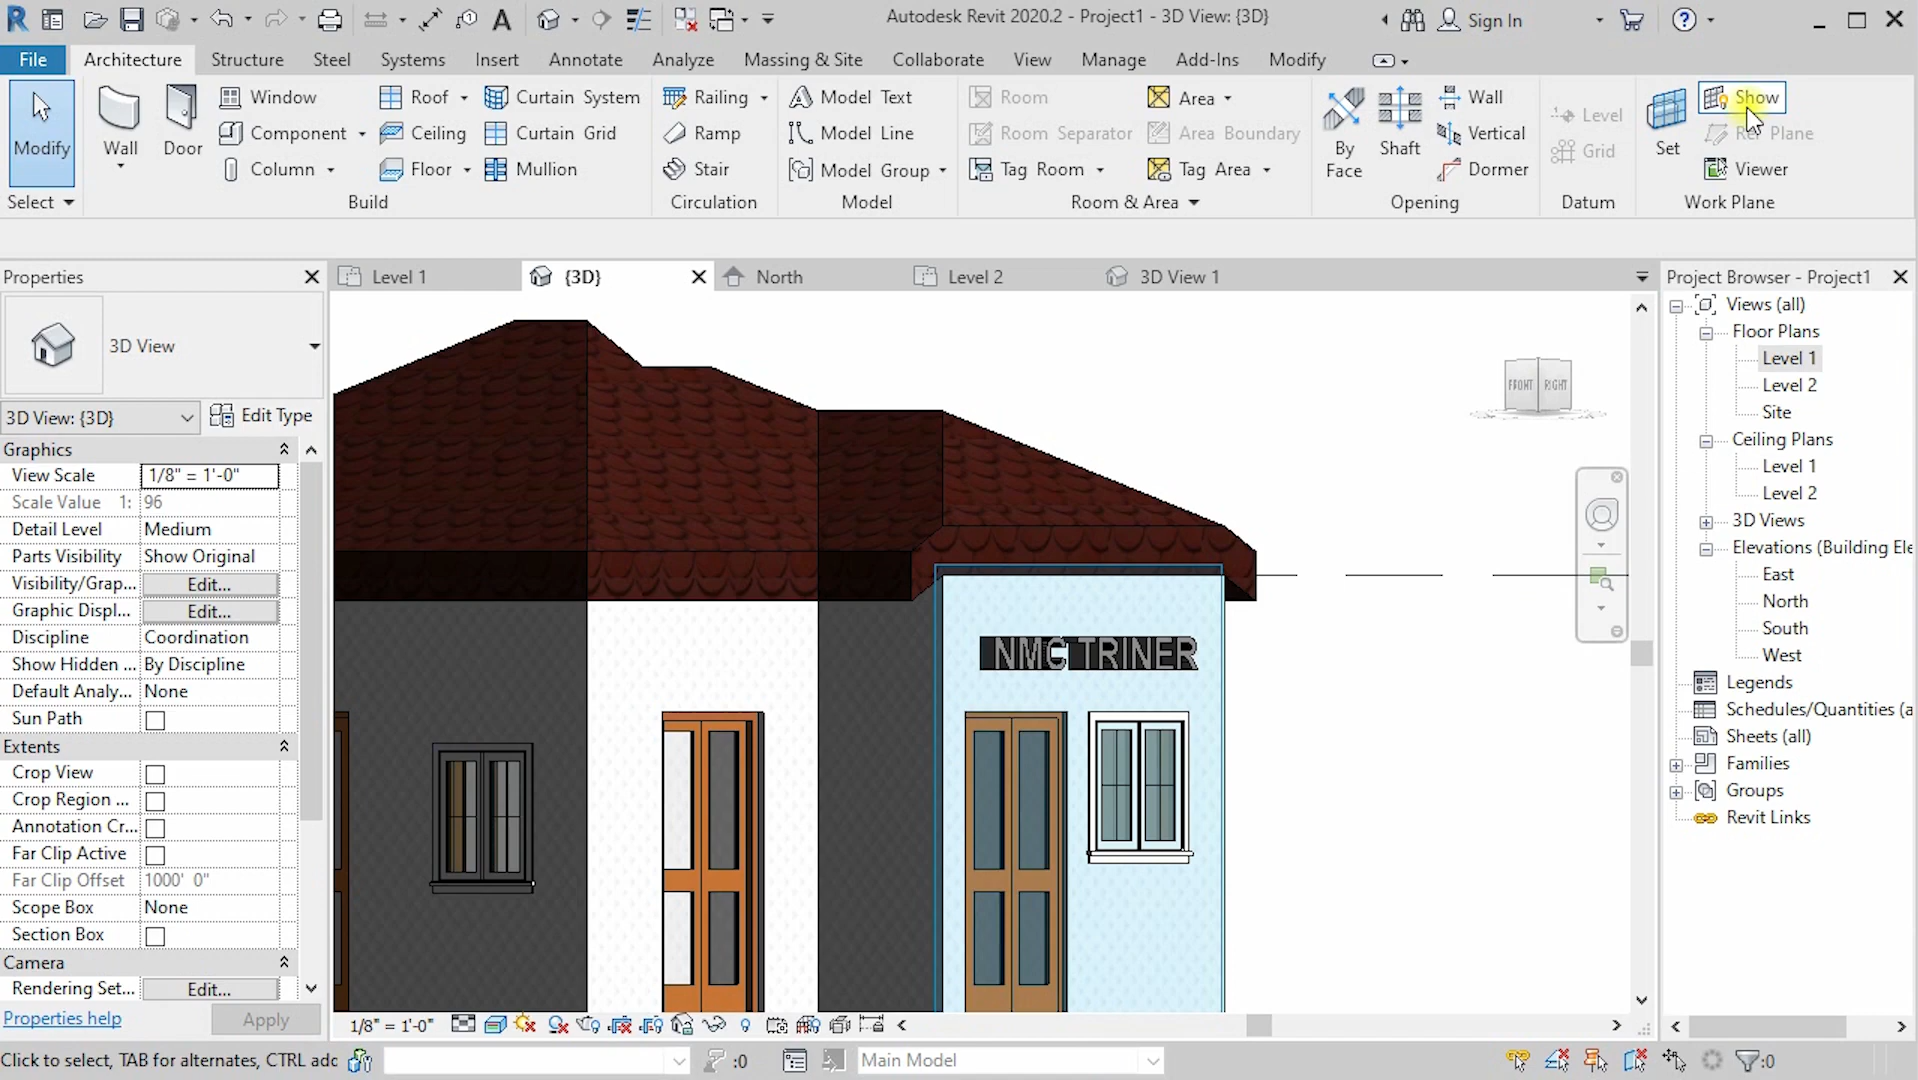 Autodesk Revit 2020.2 - Project1 - 3D View: {3D}
Sign In
File
Architecture
Structure
Steel
Systems
Insert
Annotate
Analyze
Massing & Site
Collaborate
View
Manage
Add-Ins
Modify
Modify
Select
Wall
Door
Window
Component
Column
Roof
Ceiling
Floor
Curtain System
Curtain Grid
Mullion
Build
Railing
Ramp
Stair
Circulation
Model Text
Model Line
Model Group
Model
Room
Room Separator
Tag Room
Area
Area Boundary
Tag Area
Room & Area
By Face
Shaft
Wall
Vertical
Dormer
Opening
Level
Grid
Datum
Set
Show
Ref Plane
Viewer
Work Plane
Properties
3D View
3D View: {3D}
Edit Type
Graphics
View Scale 1/8" = 1'-0"
Scale Value 1: 96
Detail Level Medium
Parts Visibility Show Original
Visibility/Grap... Edit...
Graphic Displ... Edit...
Discipline Coordination
Show Hidden ... By Discipline
Default Analy... None
Sun Path
Extents
Crop View
Crop Region ...
Annotation Cr...
Far Clip Active
Far Clip Offset 1000' 0"
Scope Box None
Section Box
Camera
Rendering Set... Edit...
Properties help
Apply
Level 1
{3D}
North
Level 2
3D View 1
FRONT
RIGHT
NMC TRINER
1/8" = 1'-0"
Project Browser - Project1
Views (all)
Floor Plans
Level 1
Level 2
Site
Ceiling Plans
Level 1
Level 2
3D Views
Elevations (Building Ele
East
North
South
West
Legends
Schedules/Quantities (a
Sheets (all)
Families
Groups
Revit Links
Click to select, TAB for alternates, CTRL adc
:0
Main Model
:0